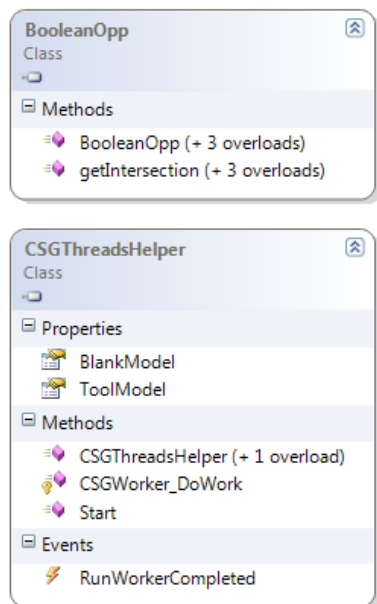 BooleanOpp
Class
Methods
BooleanOpp (+ 3 overloads)
getIntersection (+ 3 overloads)
CSGThreadsHelper
Class
Properties
BlankModel
ToolModel
Methods
CSGThreadsHelper (+ 1 overload)
CSGWorker_DoWork
Start
Events
RunWorkerCompleted